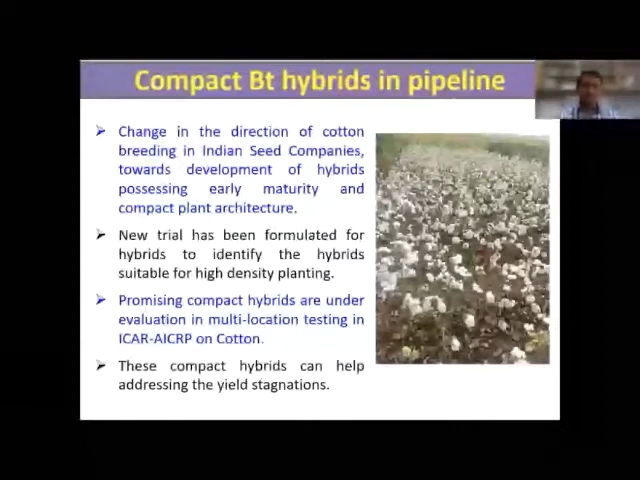 Compact Bt hybrids in pipeline
Change in the direction of cotton
breeding in Indian Seed Companies,
towards development of hybrids
possessing early maturity and
compact plant architecture.
New trial has been formulated for
hybrids to identify the hybrids
suitable for high density planting.
Promising compact hybrids are under
evaluation in multi-location testing in
ICAR-AICRP on Cotton.
These compact hybrids can help
addressing the yield stagnations.